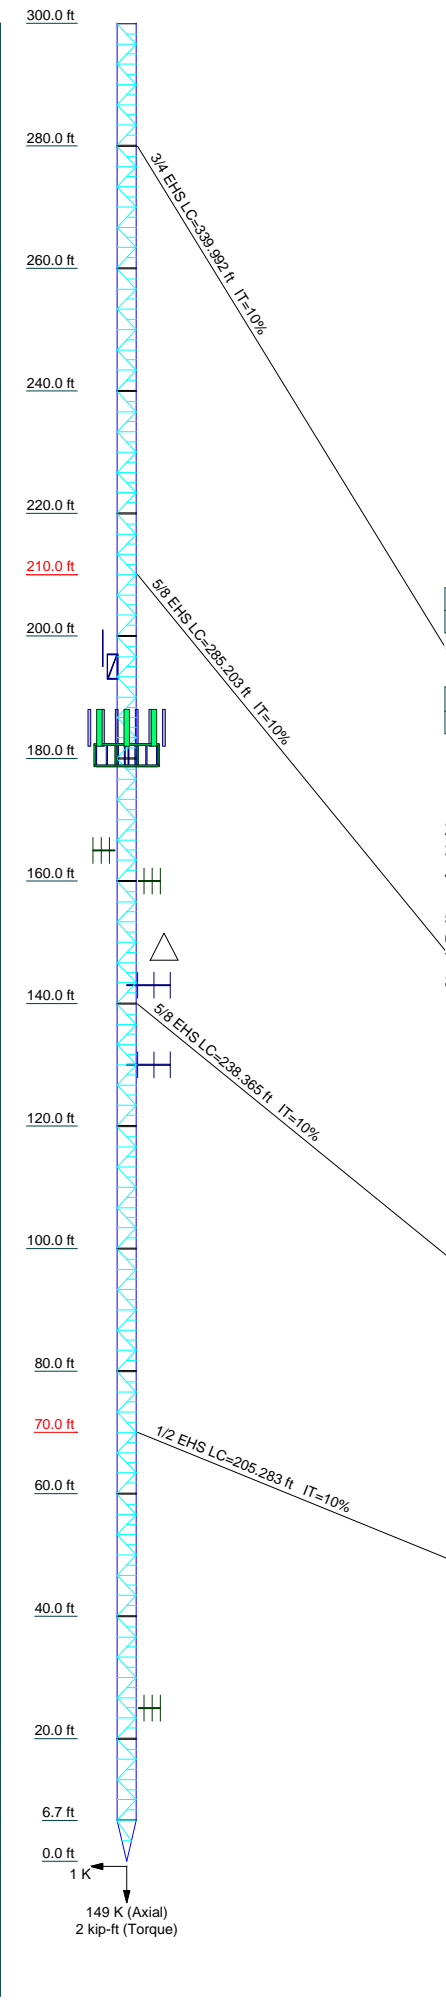 300.0 ft
280.0 ft
3/4 EHS LC=339.992 ft IT=10%
260.0 ft
240.0 ft
220.0 ft
210.0 ft
5/8 EHS LC=285.203 ft IT=10%
200.0 ft
180.0 ft
160.0 ft
140.0 ft
5/8 EHS LC=238.365 ft IT=10%
120.0 ft
100.0 ft
80.0 ft
70.0 ft
1/2 EHS LC=205.283 ft IT=10%
60.0 ft
40.0 ft
20.0 ft
6.7 ft
0.0 ft
1 K
149 K (Axial)
2 kip-ft (Torque)